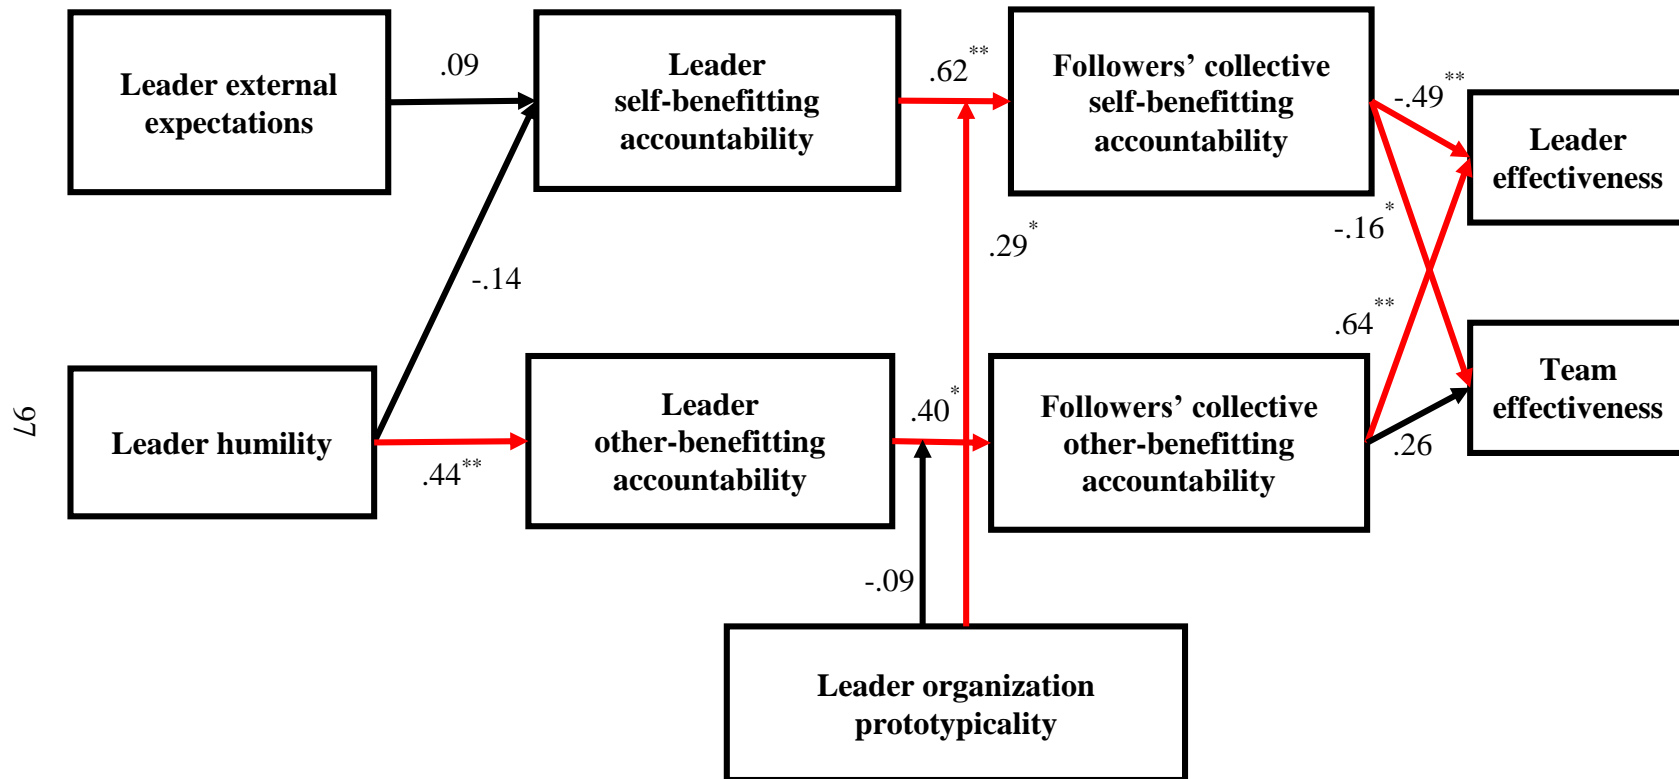 Leader external
expectations
.09
Leader
self-benefitting
accountability
.62**
Followers’ collective
self-benefitting
accountability
-.49**
Leader
effectiveness
-.14
.29*
-.16*
.64**
Leader humility
.44**
Leader
other-benefitting
accountability
.40*
Followers’ collective
other-benefitting
accountability
.26
Team
effectiveness
-.09
Leader organization
prototypicality
97